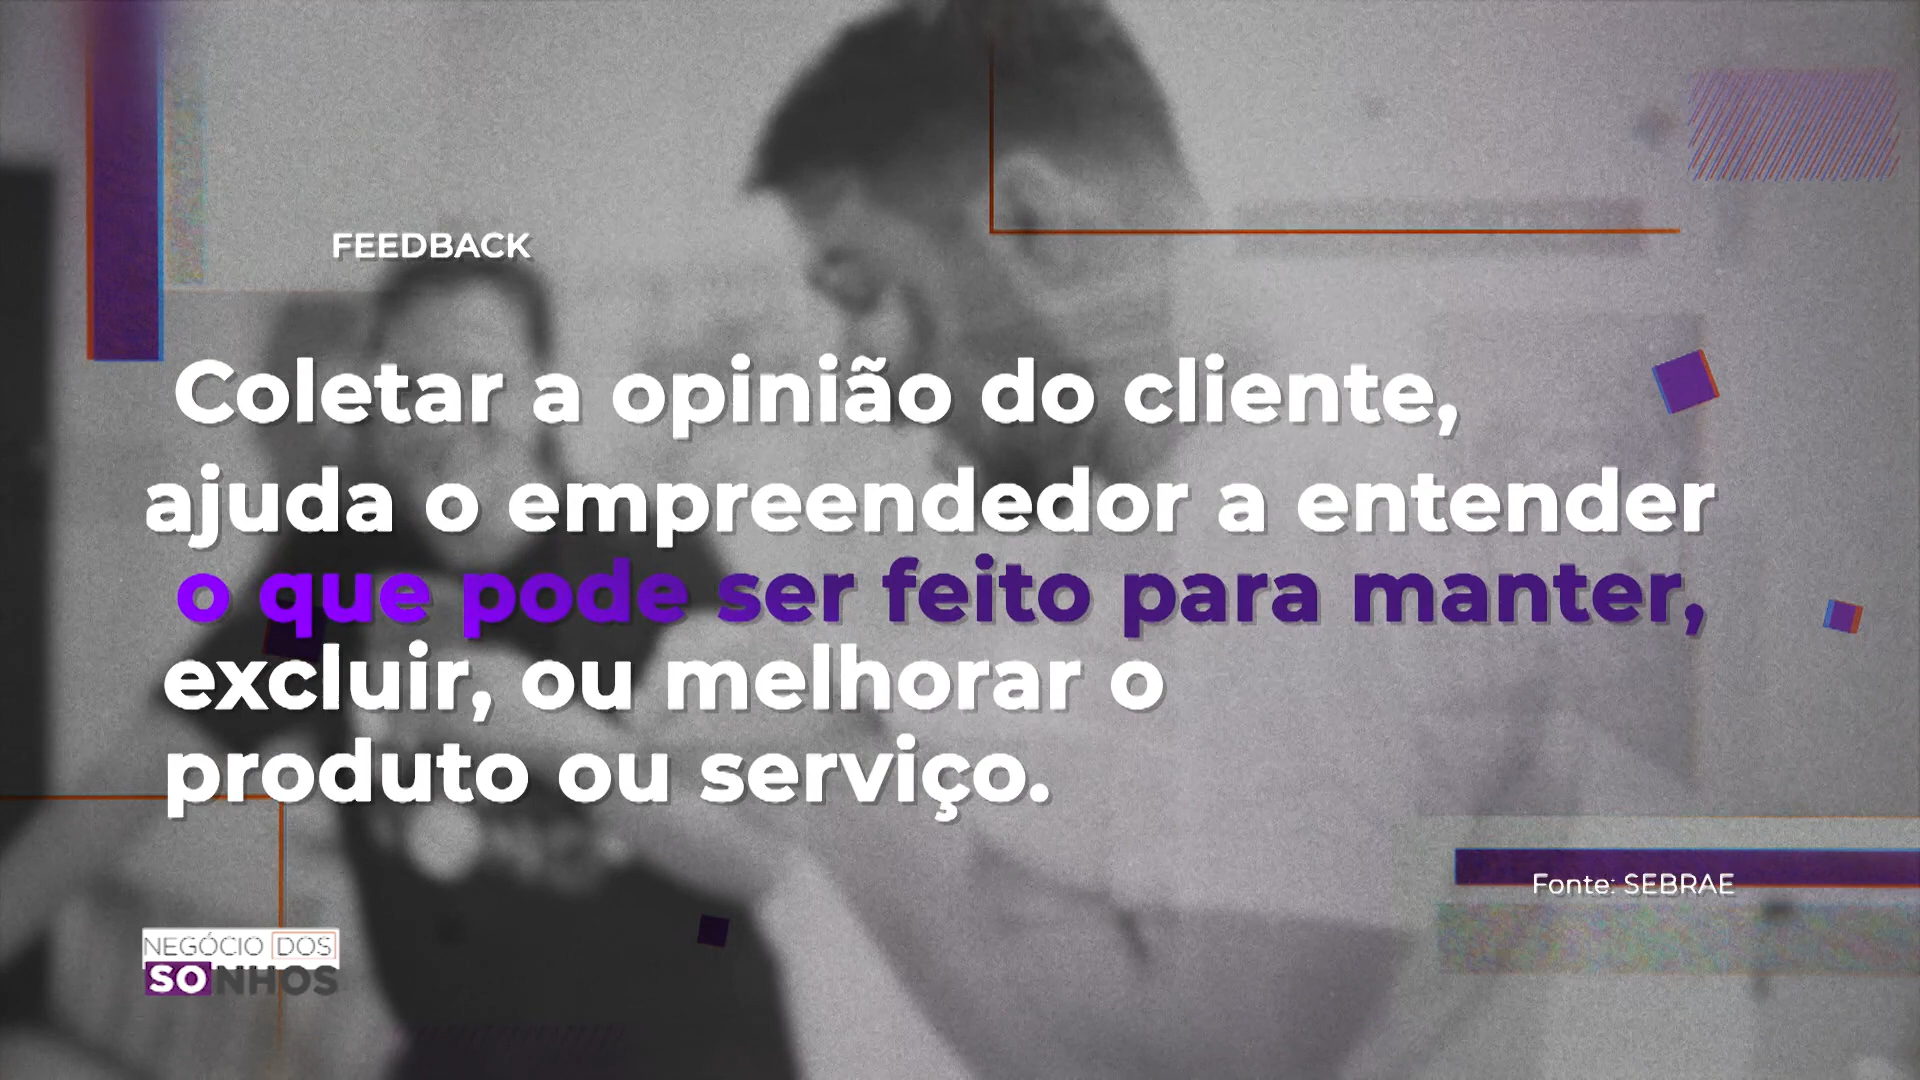 FEEDBACK
Coletar a opinião do cliente,
ajuda o empreendedor a entender
o que pode ser feito para manter,
excluir, ou melhorar o
produto ou serviço.
Fonte: SEBRAE
NEGÓCIO DOS
SONHOS